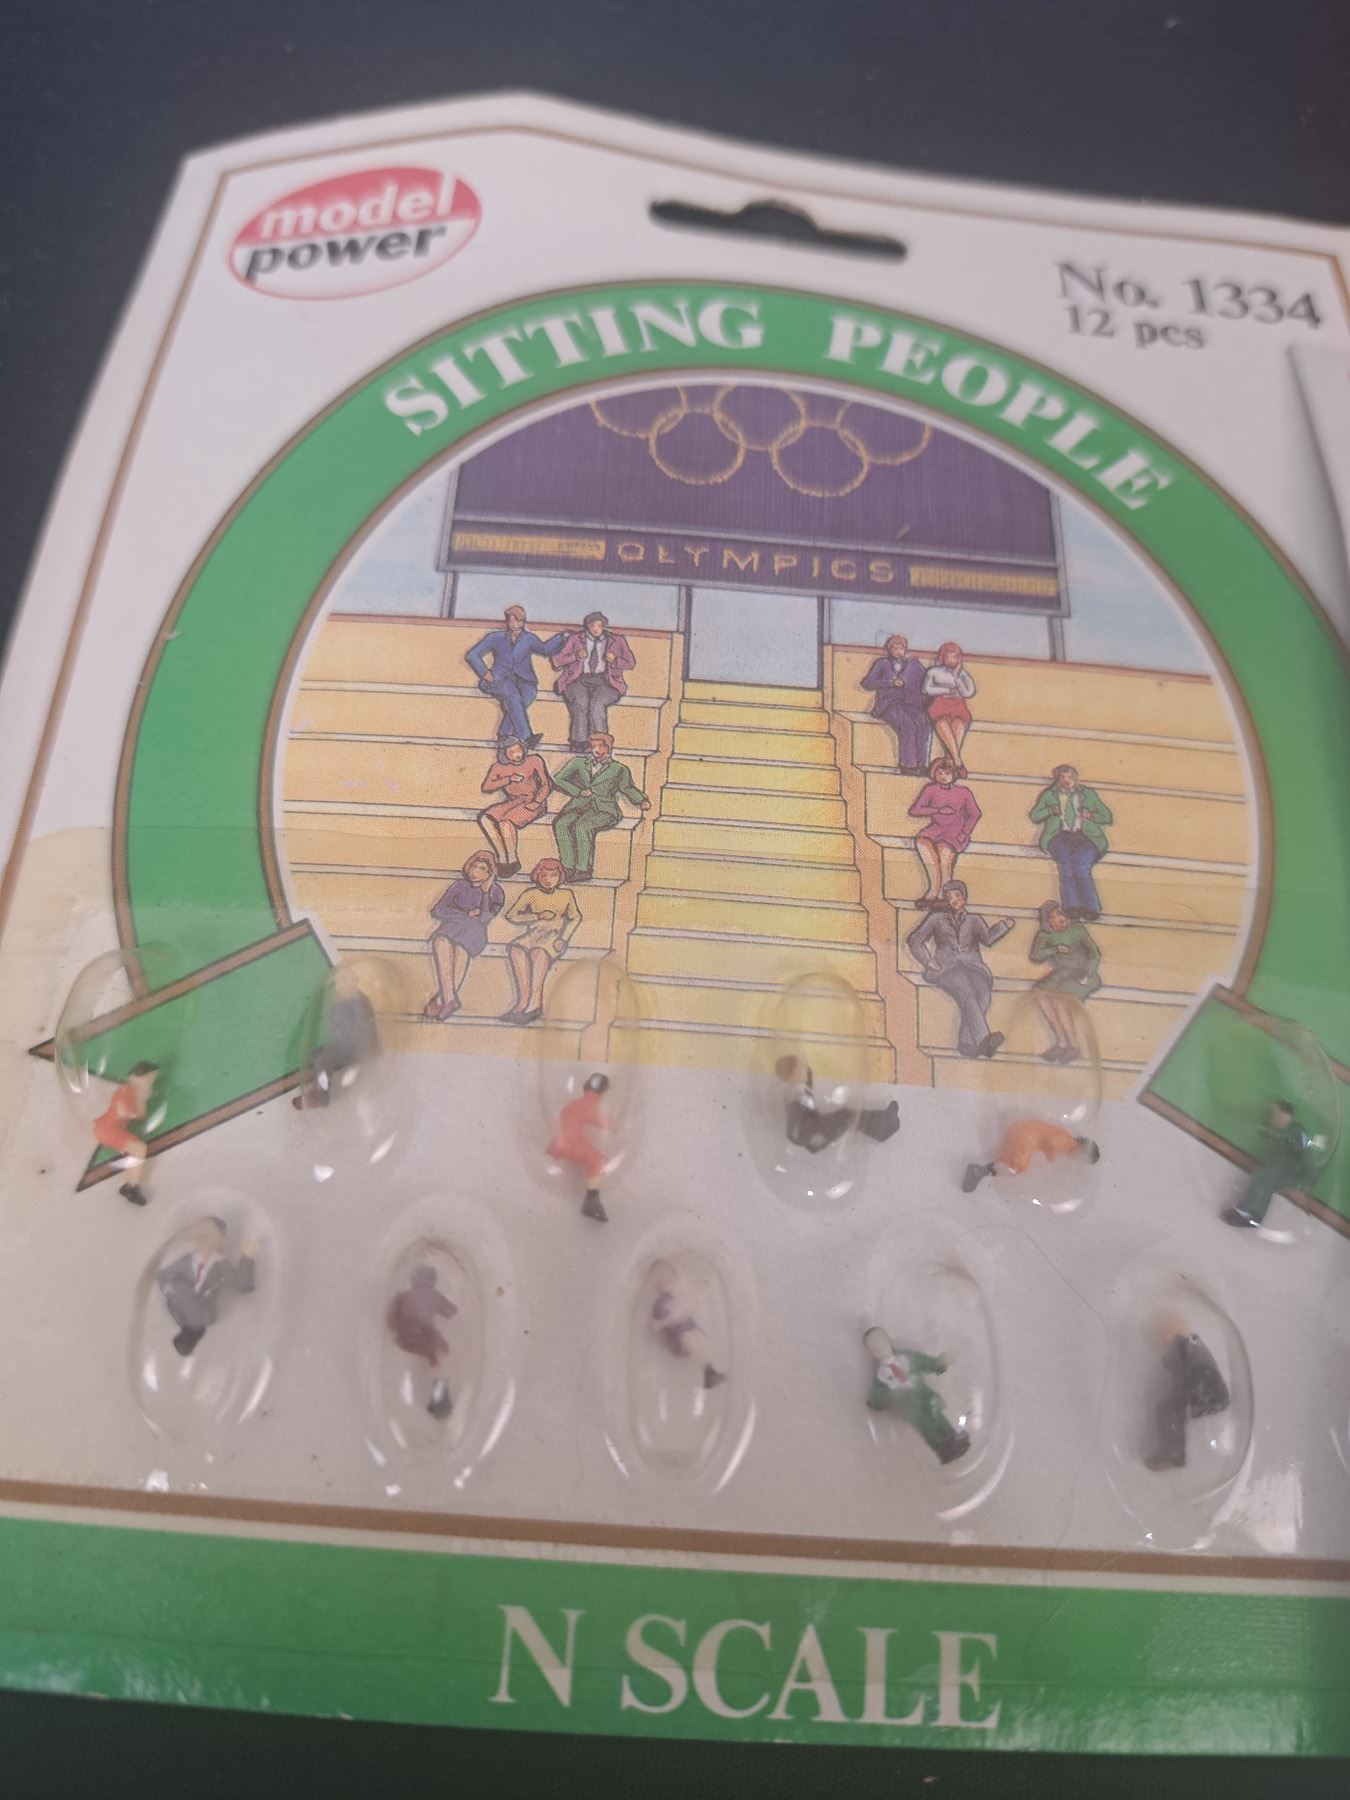 model
power
No. 1334
12 pcs
SITTING PEOPLE
OLYMPICS
N SCALE